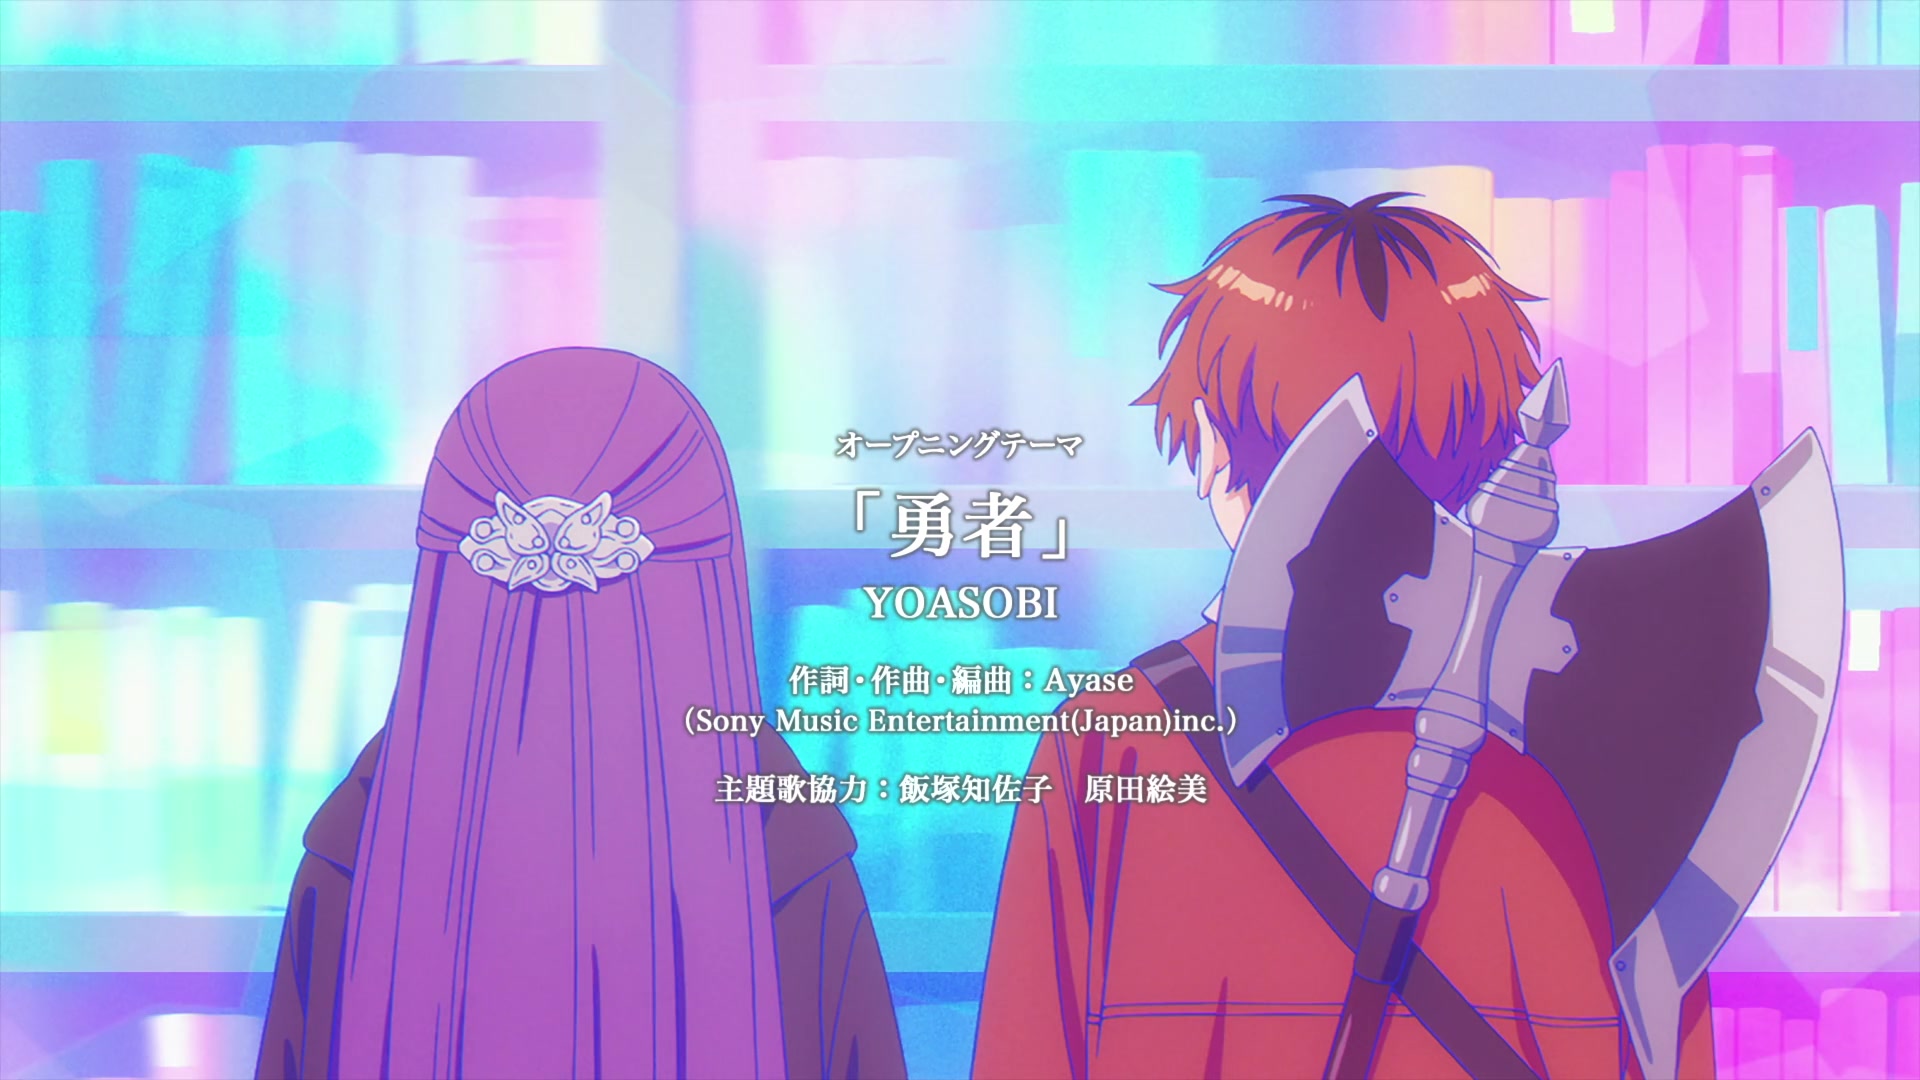 オープニングテーマ
「勇者」
YOASOBI
作詞・作曲・編曲：Ayase
(Sony Music Entertainment(Japan)inc.)
主題歌協力：飯塚知佐子　原田絵美